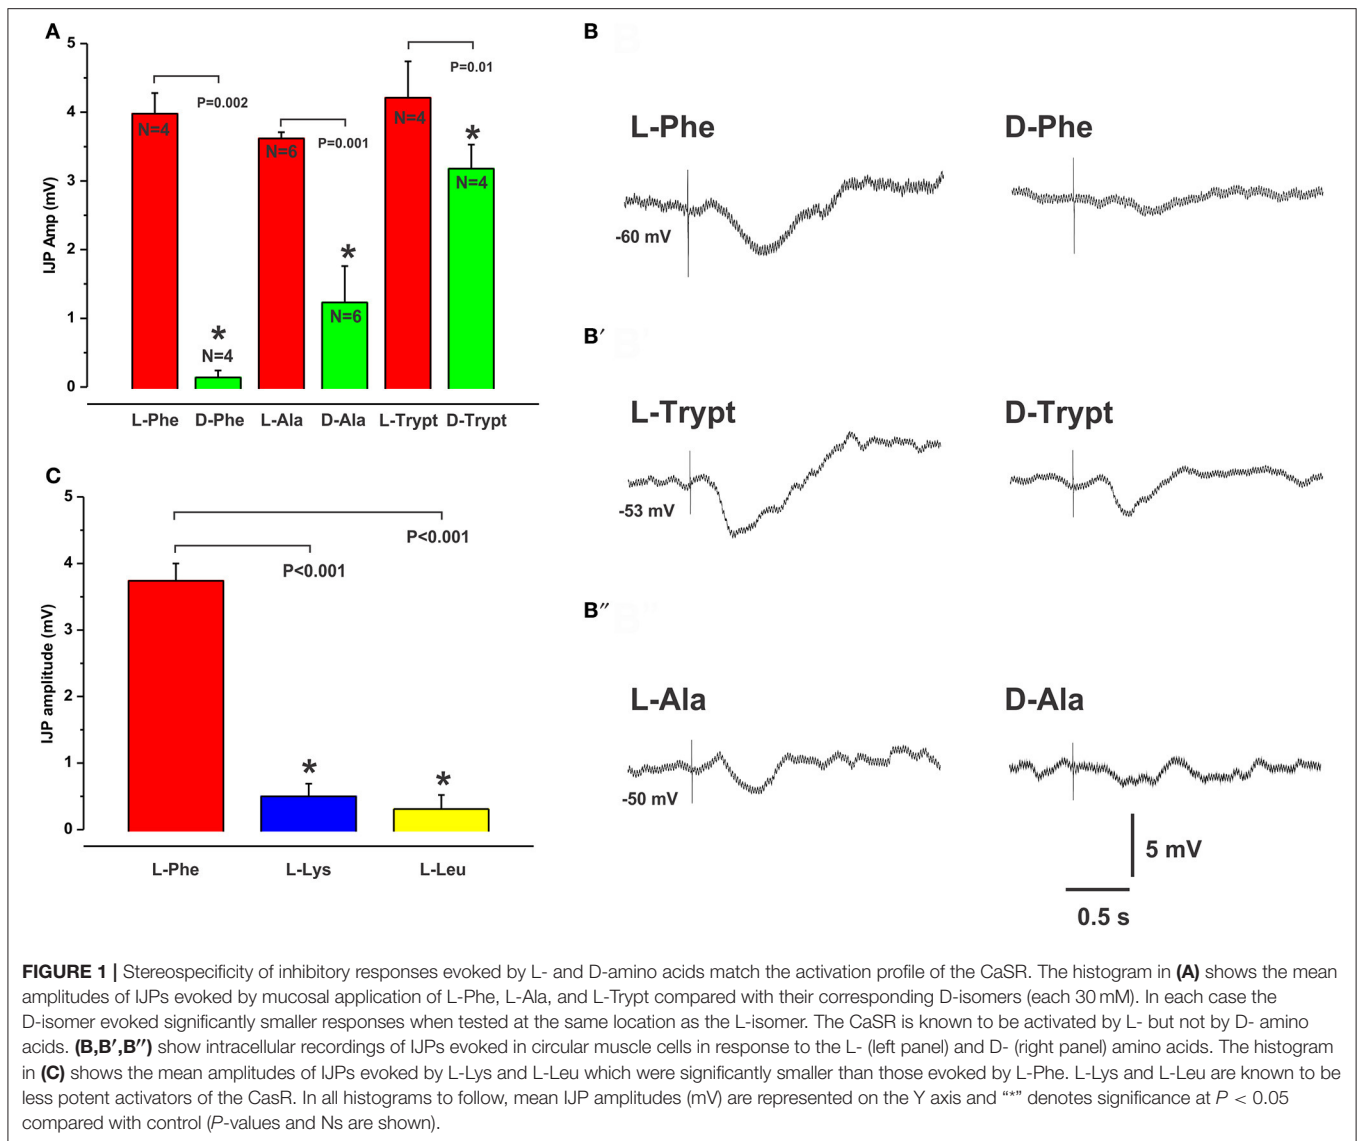 A
5
4
3
2
1
0
IJP Amp (mV)
P=0.002
P=0.001
P=0.01
N=4
N=4
N=6
N=6
N=4
N=4
*
*
*
L-Phe D-Phe L-Ala D-Ala L-Trypt D-Trypt
B
L-Phe D-Phe
-60 mV
B′
L-Trypt D-Trypt
-53 mV
B″
L-Ala D-Ala
-50 mV
5 mV
0.5 s
C
5
4
3
2
1
0
IJP amplitude (mV)
P<0.001
P<0.001
*
*
L-Phe L-Lys L-Leu
FIGURE 1 | Stereospecificity of inhibitory responses evoked by L- and D-amino acids match the activation profile of the CaSR. The histogram in (A) shows the mean
amplitudes of IJPs evoked by mucosal application of L-Phe, L-Ala, and L-Trypt compared with their corresponding D-isomers (each 30 mM). In each case the
D-isomer evoked significantly smaller responses when tested at the same location as the L-isomer. The CaSR is known to be activated by L- but not by D- amino
acids. (B,B′,B″) show intracellular recordings of IJPs evoked in circular muscle cells in response to the L- (left panel) and D- (right panel) amino acids. The histogram
in (C) shows the mean amplitudes of IJPs evoked by L-Lys and L-Leu which were significantly smaller than those evoked by L-Phe. L-Lys and L-Leu are known to be
less potent activators of the CasR. In all histograms to follow, mean IJP amplitudes (mV) are represented on the Y axis and “*” denotes significance at P < 0.05
compared with control (P-values and Ns are shown).